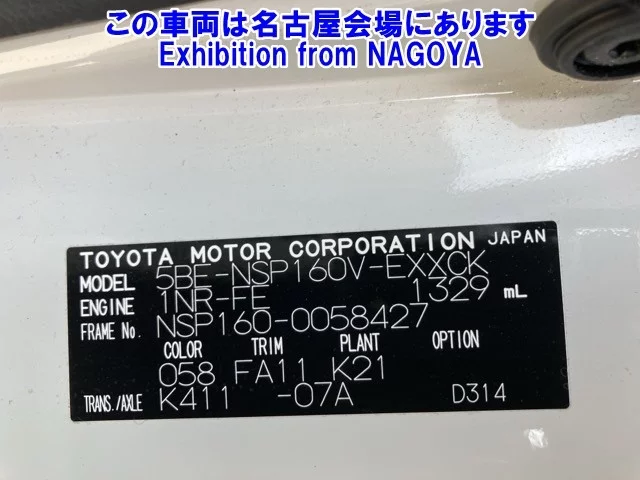 この車両は名古屋会場にあります
Exhibition from NAGOYA
TOYOTA MOTOR CORPORATION JAPAN
MODEL 5BE-NSP160V-EXXCK
ENGINE 1NR-FE 1329 mL
FRAME No. NSP160-0058427
COLOR TRIM PLANT OPTION
058 FA11 K21
TRANS./AXLE K411 -07A D314